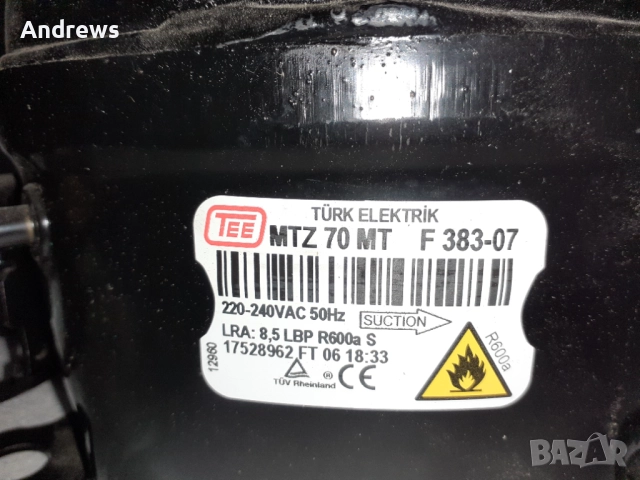 Andrews
TEE
TÜRK ELEKTRİK
MTZ 70 MT F 383-07
220-240VAC 50Hz
SUCTION
LRA: 8,5 LBP R600a S
17528962 FT 06 18:33
12960
TÜV Rheinland
®
CE
R600a
BAZAR